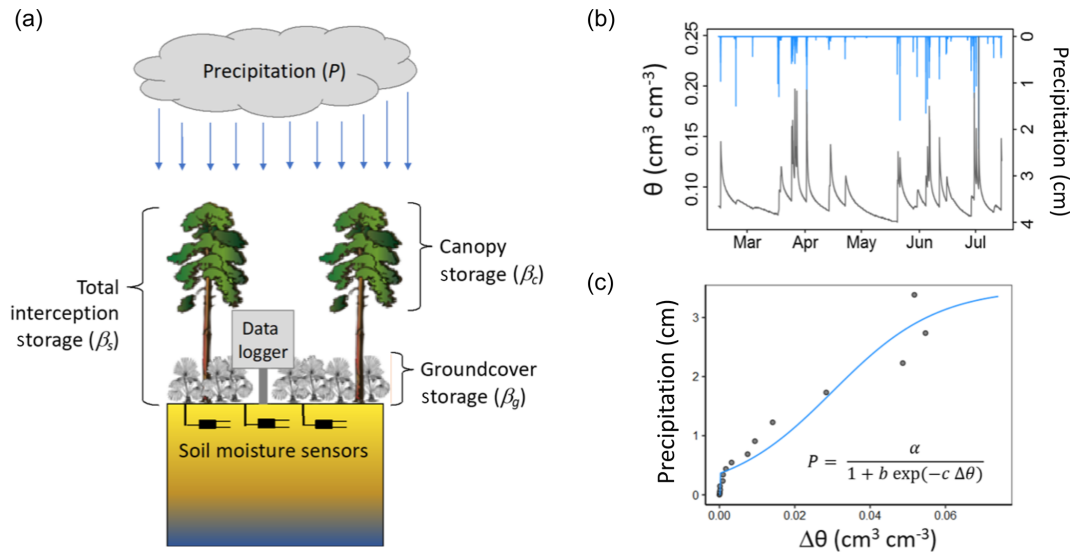 (a)
Precipitation (P)
Total
interception
storage (βs)
Canopy
storage (βc)
Data
logger
Groundcover
storage (βg)
Soil moisture sensors
(b)
θ (cm³ cm⁻³)
0.25
0.20
0.15
0.10
0
1
2
3
4
Precipitation (cm)
Mar Apr May Jun Jul
(c)
Precipitation (cm)
3
2
1
0
P = α / (1 + b exp(−c Δθ))
0.00 0.02 0.04 0.06
Δθ (cm³ cm⁻³)